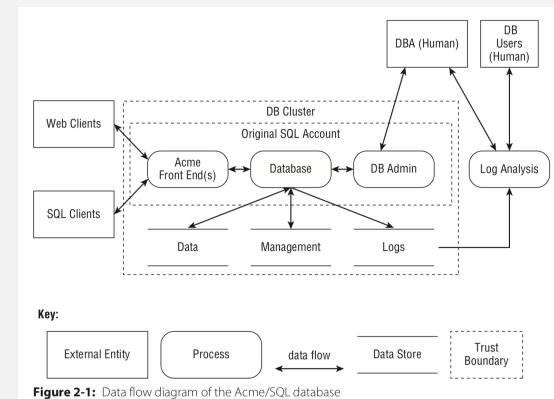 DBA (Human)
DB
Users
(Human)
DB Cluster
Web Clients
Original SQL Account
Acme
Front End(s)
Database
DB Admin
Log Analysis
SQL Clients
Data
Management
Logs
Key:
External Entity
Process
data flow
Data Store
Trust
Boundary
Figure 2-1: Data flow diagram of the Acme/SQL database